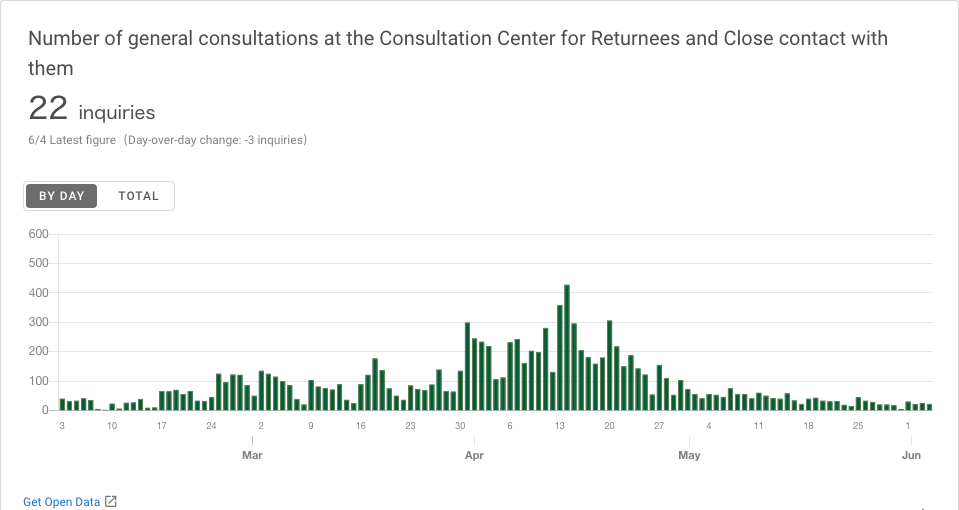 Number of general consultations at the Consultation Center for Returnees and Close contact with
them
22 inquiries
6/4 Latest figure (Day-over-day change: -3 inquiries)
BY DAY TOTAL
600
500
400
300
200
100
0
3 10 17 24 2 9 16 23 30 6 13 20 27 4 11 18 25 1
Mar Apr May Jun
Get Open Data